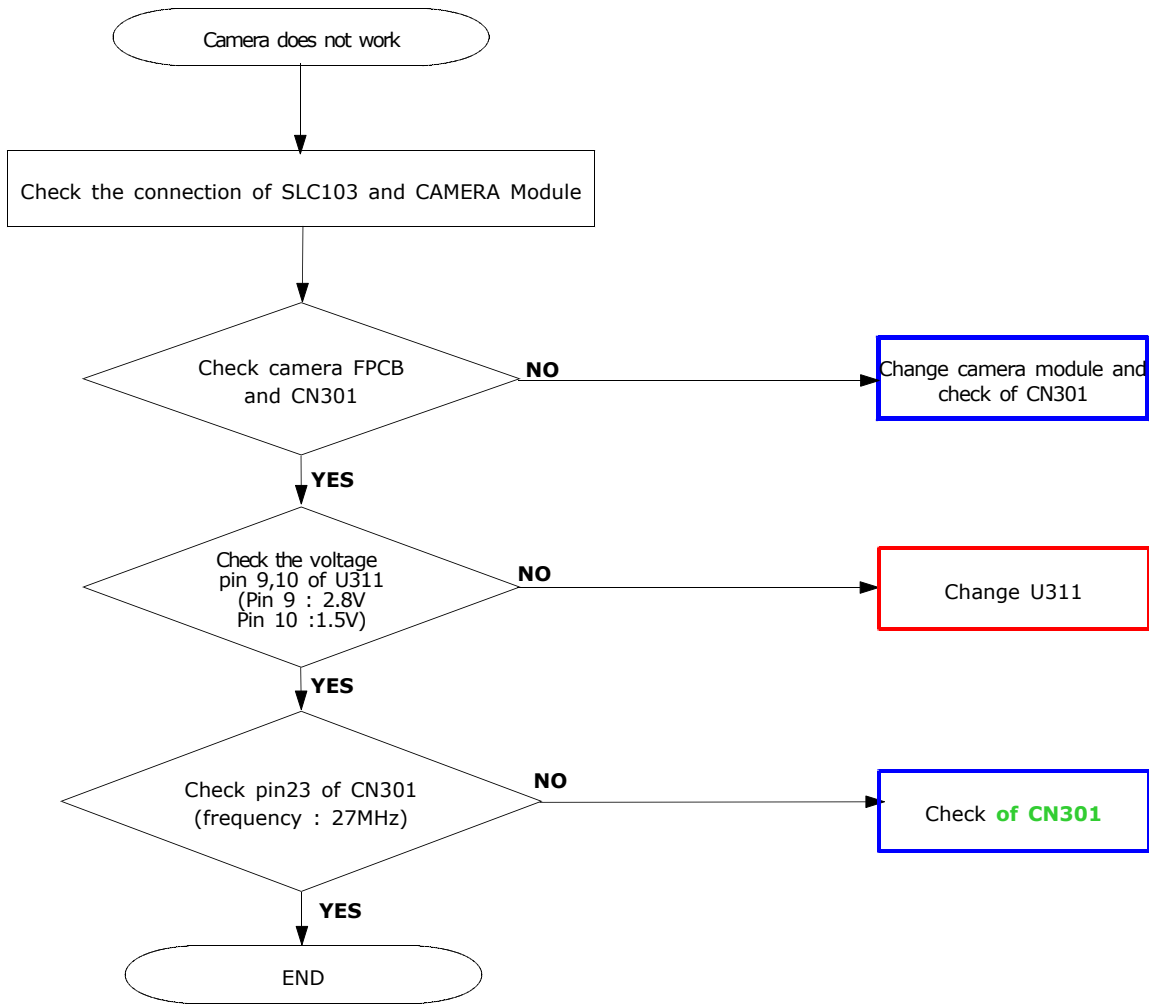 Camera does not work
Check the connection of SLC103 and CAMERA Module
Check camera FPCB
and CN301
NO
Change camera module and
check of CN301
YES
Check the voltage
pin 9,10 of U311
(Pin 9 : 2.8V
Pin 10 :1.5V)
NO
Change U311
YES
Check pin23 of CN301
(frequency : 27MHz)
NO
Check of CN301
YES
END